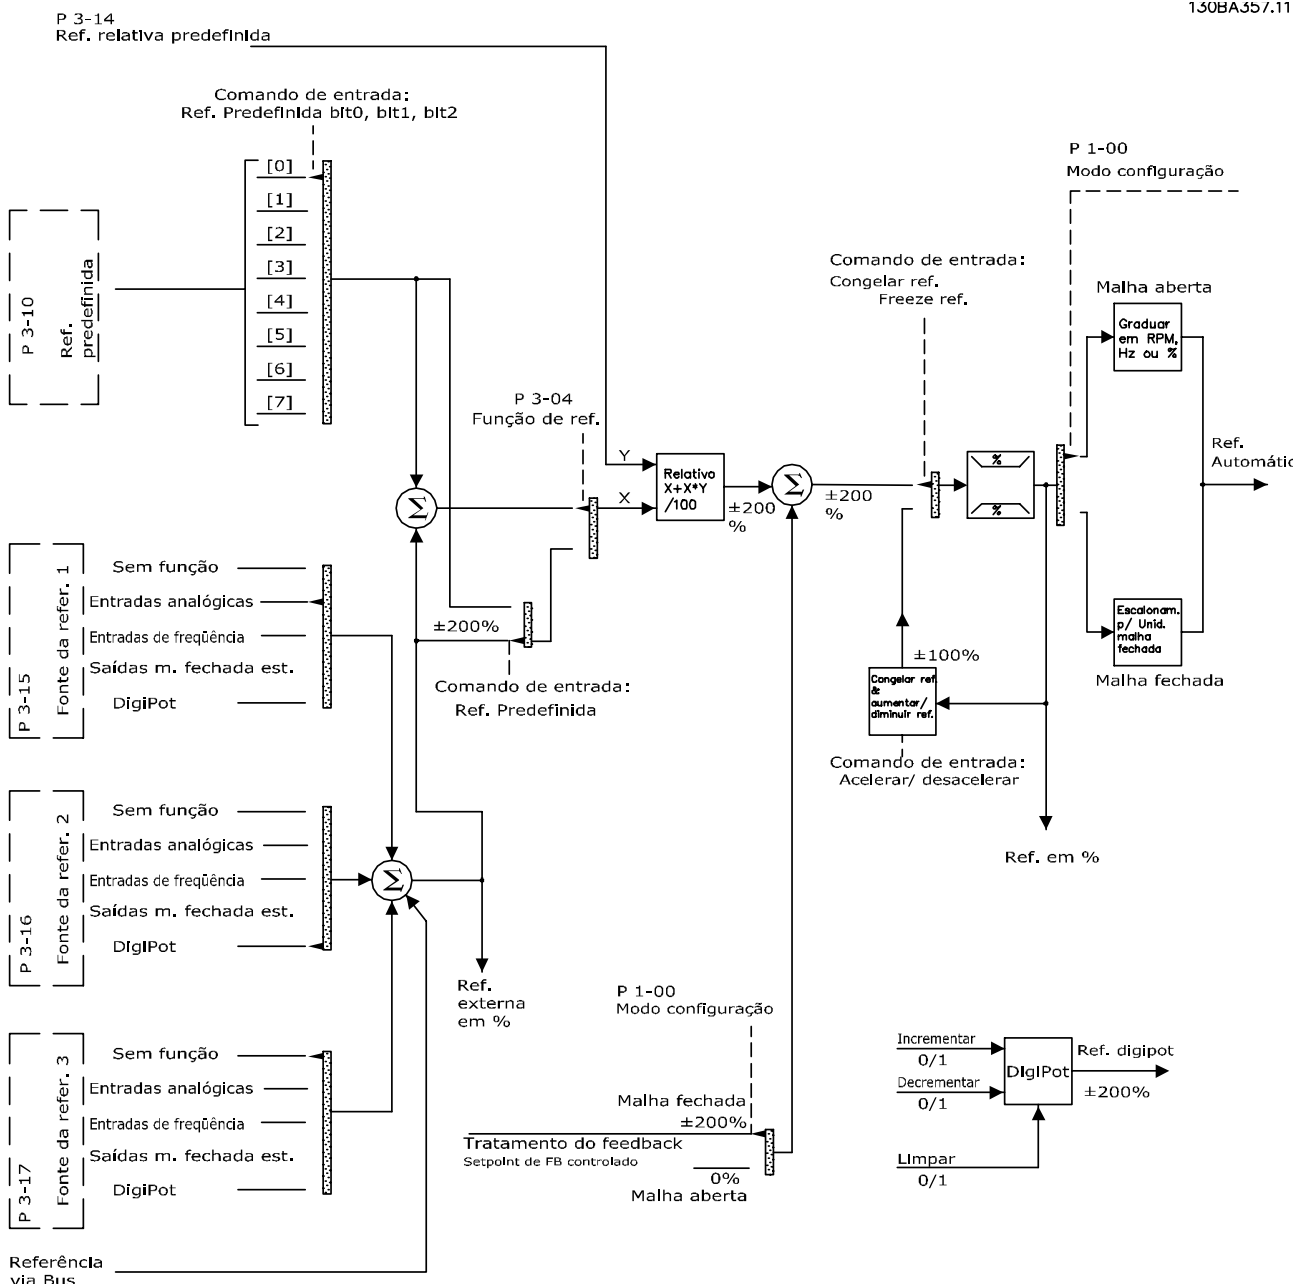 130BA357.11
P 3-14
Ref. relativa predefinida
Comando de entrada:
Ref. Predefinida bit0, bit1, bit2
[0]
[1]
[2]
[3]
[4]
[5]
[6]
[7]
P 3-10
Ref.
predefinida
P 1-00
Modo configuração
Comando de entrada:
Congelar ref.
Freeze ref.
Malha aberta
Graduar
em RPM,
Hz ou %
P 3-04
Função de ref.
Y
X
Relativo
X+X*Y
/100
±200
%
Σ
±200
%
%
%
Ref.
Automátic
Σ
P 3-15
Fonte da refer. 1
Sem função
Entradas analógicas
Entradas de freqüência
Saídas m. fechada est.
DigiPot
±200%
Comando de entrada:
Ref. Predefinida
±100%
Congelar ref.
&
aumentar/
diminuir ref.
Comando de entrada:
Acelerar/ desacelerar
Escalonam.
p/ Unid.
malha
fechada
Malha fechada
Ref. em %
P 3-16
Fonte da refer. 2
Sem função
Entradas analógicas
Entradas de freqüência
Saídas m. fechada est.
DigiPot
Σ
Ref.
externa
em %
P 1-00
Modo configuração
Malha fechada
±200%
Tratamento do feedback
Setpoint de FB controlado
0%
Malha aberta
Incrementar
0/1
Decrementar
0/1
Limpar
0/1
DigiPot
Ref. digipot
±200%
P 3-17
Fonte da refer. 3
Sem função
Entradas analógicas
Entradas de freqüência
Saídas m. fechada est.
DigiPot
Referência
via Bus